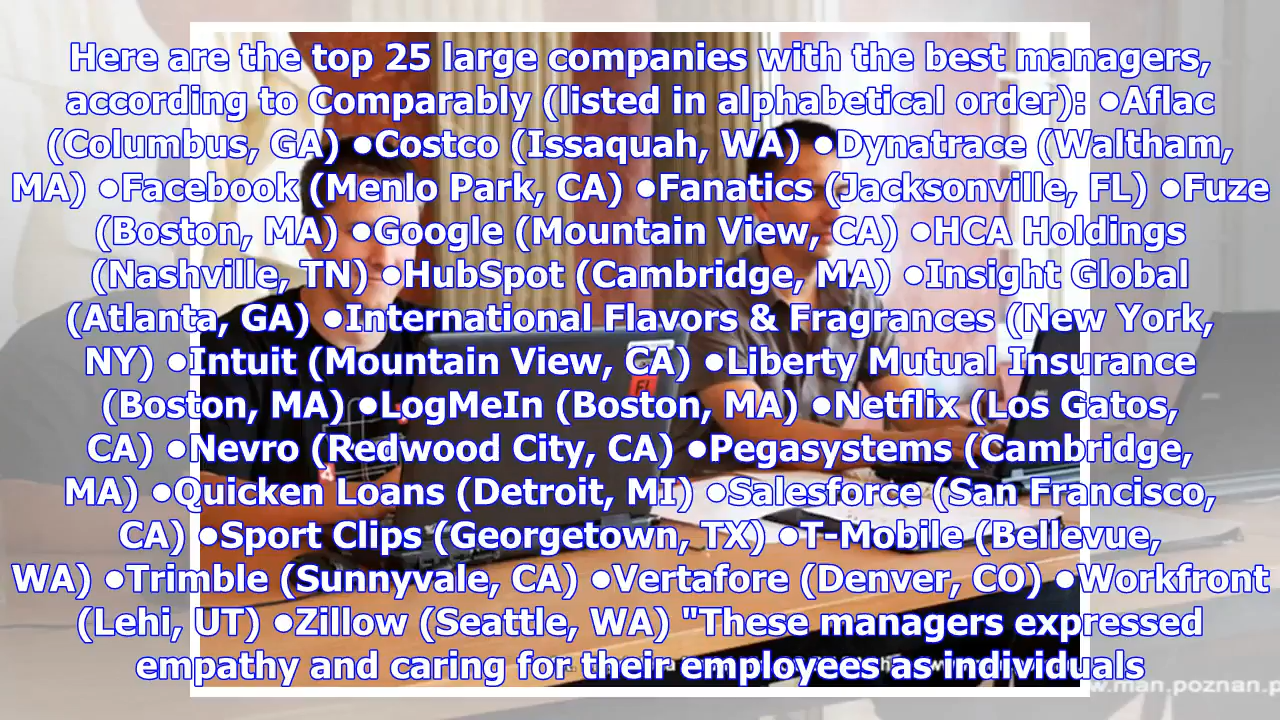 Here are the top 25 large companies with the best managers,
according to Comparably (listed in alphabetical order): •Aflac
(Columbus, GA) •Costco (Issaquah, WA) •Dynatrace (Waltham,
MA) •Facebook (Menlo Park, CA) •Fanatics (Jacksonville, FL) •Fuze
(Boston, MA) •Google (Mountain View, CA) •HCA Holdings
(Nashville, TN) •HubSpot (Cambridge, MA) •Insight Global
(Atlanta, GA) •International Flavors & Fragrances (New York,
NY) •Intuit (Mountain View, CA) •Liberty Mutual Insurance
(Boston, MA) •LogMeIn (Boston, MA) •Netflix (Los Gatos,
CA) •Nevro (Redwood City, CA) •Pegasystems (Cambridge,
MA) •Quicken Loans (Detroit, MI) •Salesforce (San Francisco,
CA) •Sport Clips (Georgetown, TX) •T-Mobile (Bellevue,
WA) •Trimble (Sunnyvale, CA) •Vertafore (Denver, CO) •Workfront
(Lehi, UT) •Zillow (Seattle, WA) "These managers expressed
empathy and caring for their employees as individuals